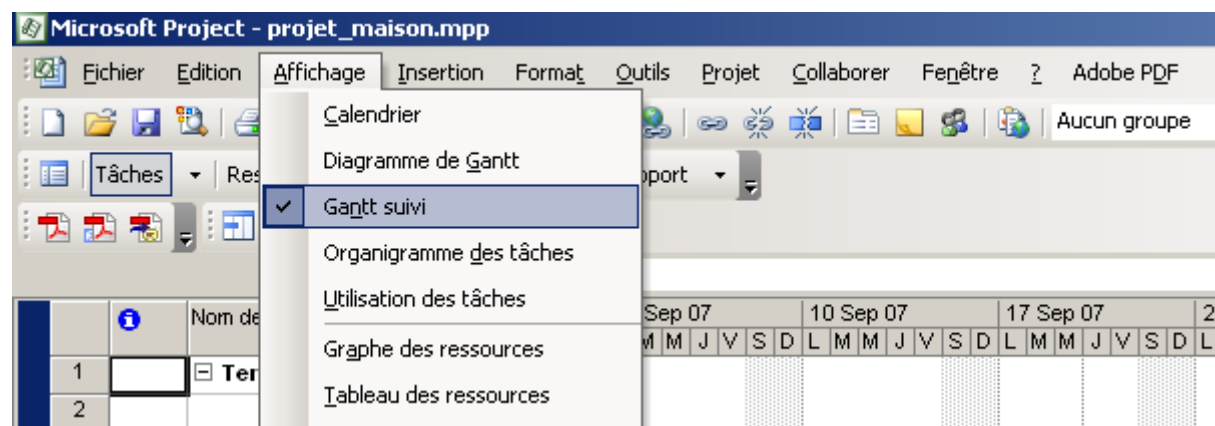 Microsoft Project - projet_maison.mpp
Fichier Edition Affichage Insertion Format Outils Projet Collaborer Fenêtre ? Adobe PDF
Calendrier
Aucun groupe
Diagramme de Gantt
Tâches
Gantt suivi
Organigramme des tâches
Utilisation des tâches
Nom de
Sep 07 10 Sep 07 17 Sep 07 2
M M J V S D L M M J V S D L M M J V S D L
Graphe des ressources
1 Ter
Tableau des ressources
2